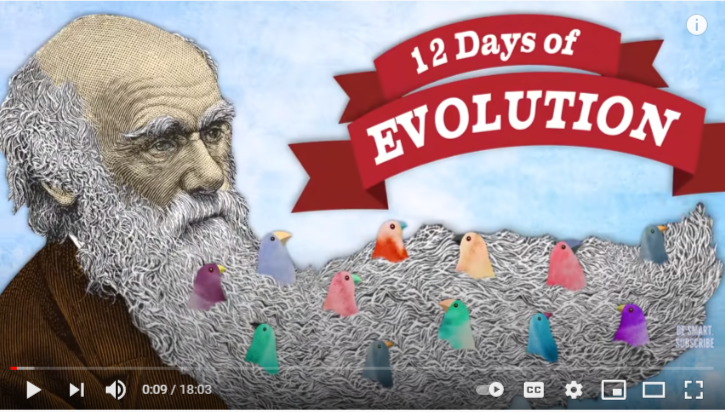 12 Days of
EVOLUTION
BE SMART
SUBSCRIBE
0:09 / 18:03
CC